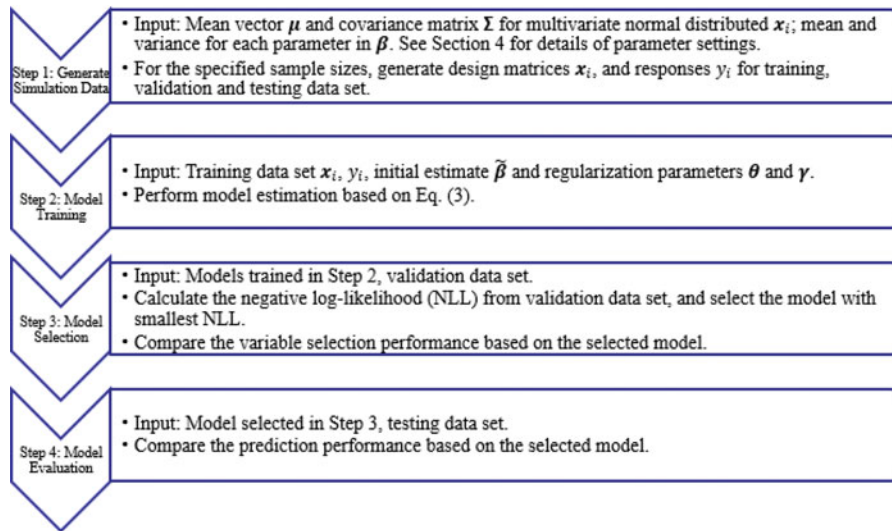 Step 1: Generate
Simulation Data
• Input: Mean vector μ and covariance matrix Σ for multivariate normal distributed xᵢ; mean and
variance for each parameter in β. See Section 4 for details of parameter settings.
• For the specified sample sizes, generate design matrices xᵢ, and responses yᵢ for training,
validation and testing data set.
Step 2: Model
Training
• Input: Training data set xᵢ, yᵢ, initial estimate β̃ and regularization parameters θ and γ.
• Perform model estimation based on Eq. (3).
Step 3: Model
Selection
• Input: Models trained in Step 2, validation data set.
• Calculate the negative log-likelihood (NLL) from validation data set, and select the model with
smallest NLL.
• Compare the variable selection performance based on the selected model.
Step 4: Model
Evaluation
• Input: Model selected in Step 3, testing data set.
• Compare the prediction performance based on the selected model.